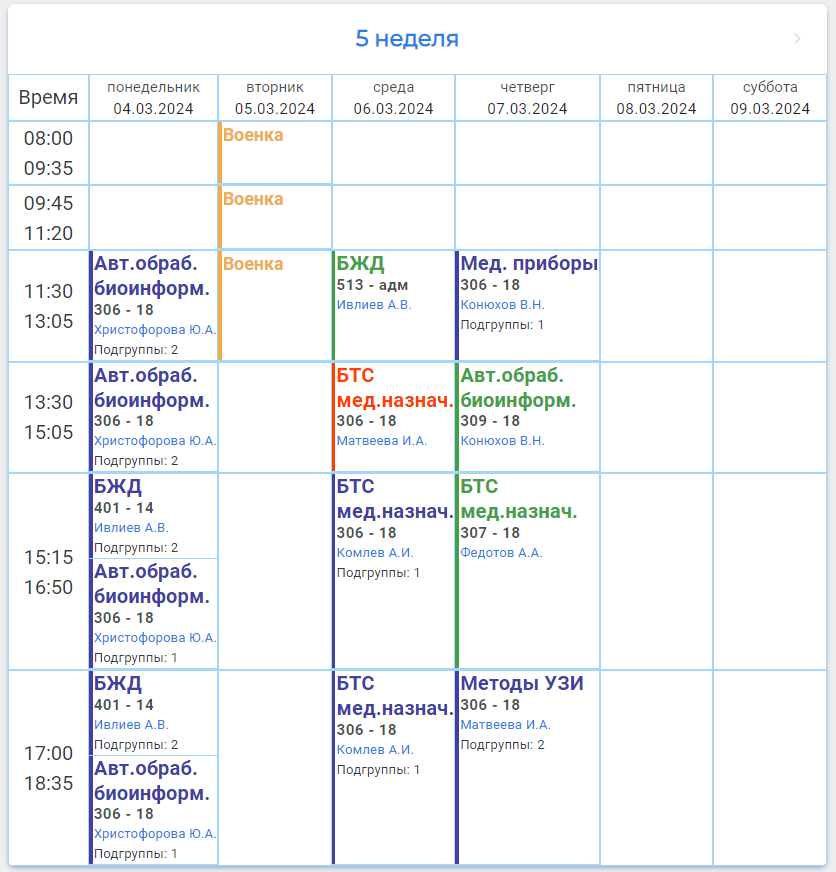 5 неделя
Время
понедельник
04.03.2024
вторник
05.03.2024
среда
06.03.2024
четверг
07.03.2024
пятница
08.03.2024
суббота
09.03.2024
08:00
09:35
Военка
09:45
11:20
Военка
11:30
13:05
Авт.обраб.
биоинформ.
306 - 18
Христофорова Ю.А.
Подгруппы: 2
Военка
БЖД
513 - адм
Ивлиев А.В.
Мед. приборы
306 - 18
Конюхов В.Н.
Подгруппы: 1
13:30
15:05
Авт.обраб.
биоинформ.
306 - 18
Христофорова Ю.А.
Подгруппы: 2
БТС
мед.назнач.
306 - 18
Матвеева И.А.
Авт.обраб.
биоинформ.
309 - 18
Конюхов В.Н.
15:15
16:50
БЖД
401 - 14
Ивлиев А.В.
Подгруппы: 2
Авт.обраб.
биоинформ.
306 - 18
Христофорова Ю.А.
Подгруппы: 1
БТС
мед.назнач.
306 - 18
Комлев А.И.
Подгруппы: 1
БТС
мед.назнач.
307 - 18
Федотов А.А.
17:00
18:35
БЖД
401 - 14
Ивлиев А.В.
Подгруппы: 2
Авт.обраб.
биоинформ.
306 - 18
Христофорова Ю.А.
Подгруппы: 1
БТС
мед.назнач.
306 - 18
Комлев А.И.
Подгруппы: 1
Методы УЗИ
306 - 18
Матвеева И.А.
Подгруппы: 2